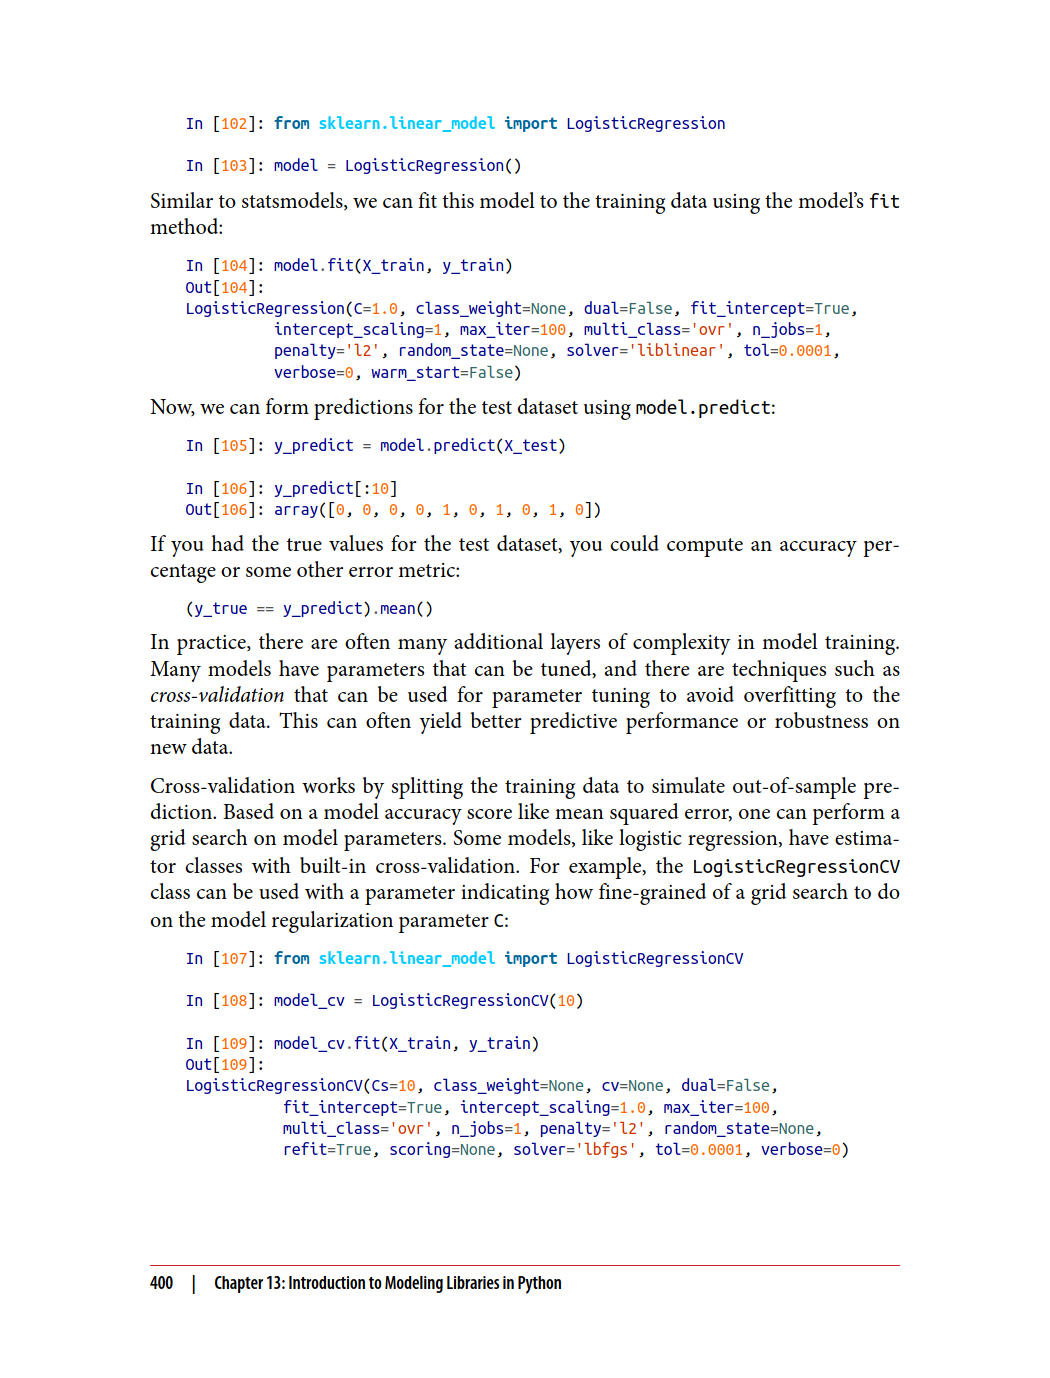 In [102]: from sklearn.linear_model import LogisticRegression
In [103]: model = LogisticRegression()
Similar to statsmodels, we can fit this model to the training data using the model’s fit
method:
In [104]: model.fit(X_train, y_train)
Out[104]:
LogisticRegression(C=1.0, class_weight=None, dual=False, fit_intercept=True,
intercept_scaling=1, max_iter=100, multi_class='ovr', n_jobs=1,
penalty='l2', random_state=None, solver='liblinear', tol=0.0001,
verbose=0, warm_start=False)
Now, we can form predictions for the test dataset using model.predict:
In [105]: y_predict = model.predict(X_test)
In [106]: y_predict[:10]
Out[106]: array([0, 0, 0, 0, 1, 0, 1, 0, 1, 0])
If you had the true values for the test dataset, you could compute an accuracy per-
centage or some other error metric:
(y_true == y_predict).mean()
In practice, there are often many additional layers of complexity in model training.
Many models have parameters that can be tuned, and there are techniques such as
cross-validation that can be used for parameter tuning to avoid overfitting to the
training data. This can often yield better predictive performance or robustness on
new data.
Cross-validation works by splitting the training data to simulate out-of-sample pre-
diction. Based on a model accuracy score like mean squared error, one can perform a
grid search on model parameters. Some models, like logistic regression, have estima-
tor classes with built-in cross-validation. For example, the LogisticRegressionCV
class can be used with a parameter indicating how fine-grained of a grid search to do
on the model regularization parameter C:
In [107]: from sklearn.linear_model import LogisticRegressionCV
In [108]: model_cv = LogisticRegressionCV(10)
In [109]: model_cv.fit(X_train, y_train)
Out[109]:
LogisticRegressionCV(Cs=10, class_weight=None, cv=None, dual=False,
fit_intercept=True, intercept_scaling=1.0, max_iter=100,
multi_class='ovr', n_jobs=1, penalty='l2', random_state=None,
refit=True, scoring=None, solver='lbfgs', tol=0.0001, verbose=0)
400 | Chapter 13: Introduction to Modeling Libraries in Python